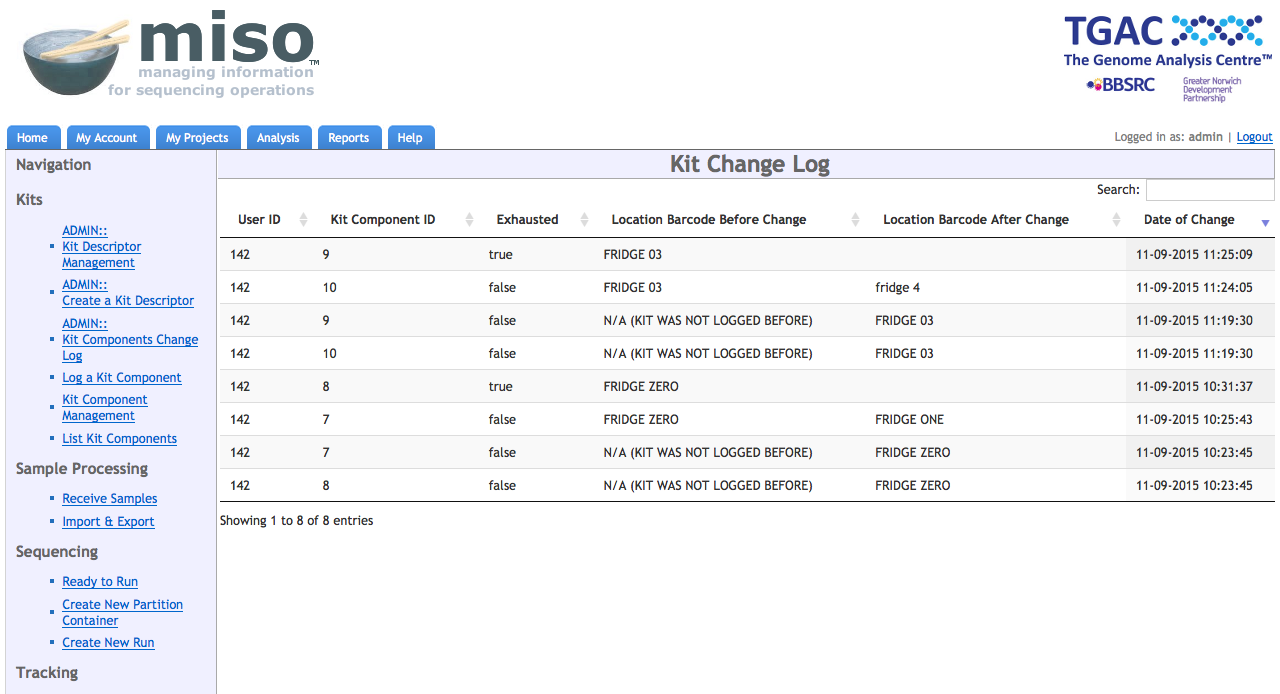 miso™
managing information
for sequencing operations
TGAC
The Genome Analysis Centre™
BBSRC
Greater Norwich
Development
Partnership
Home My Account My Projects Analysis Reports Help
Logged in as: admin | Logout
Navigation
Kits
ADMIN::
Kit Descriptor
Management
ADMIN::
Create a Kit Descriptor
ADMIN::
Kit Components Change
Log
Log a Kit Component
Kit Component
Management
List Kit Components
Sample Processing
Receive Samples
Import & Export
Sequencing
Ready to Run
Create New Partition
Container
Create New Run
Tracking
Kit Change Log
Search:
User ID Kit Component ID Exhausted Location Barcode Before Change Location Barcode After Change Date of Change
142 9 true FRIDGE 03 11-09-2015 11:25:09
142 10 false FRIDGE 03 fridge 4 11-09-2015 11:24:05
142 9 false N/A (KIT WAS NOT LOGGED BEFORE) FRIDGE 03 11-09-2015 11:19:30
142 10 false N/A (KIT WAS NOT LOGGED BEFORE) FRIDGE 03 11-09-2015 11:19:30
142 8 true FRIDGE ZERO 11-09-2015 10:31:37
142 7 false FRIDGE ZERO FRIDGE ONE 11-09-2015 10:25:43
142 7 false N/A (KIT WAS NOT LOGGED BEFORE) FRIDGE ZERO 11-09-2015 10:23:45
142 8 false N/A (KIT WAS NOT LOGGED BEFORE) FRIDGE ZERO 11-09-2015 10:23:45
Showing 1 to 8 of 8 entries